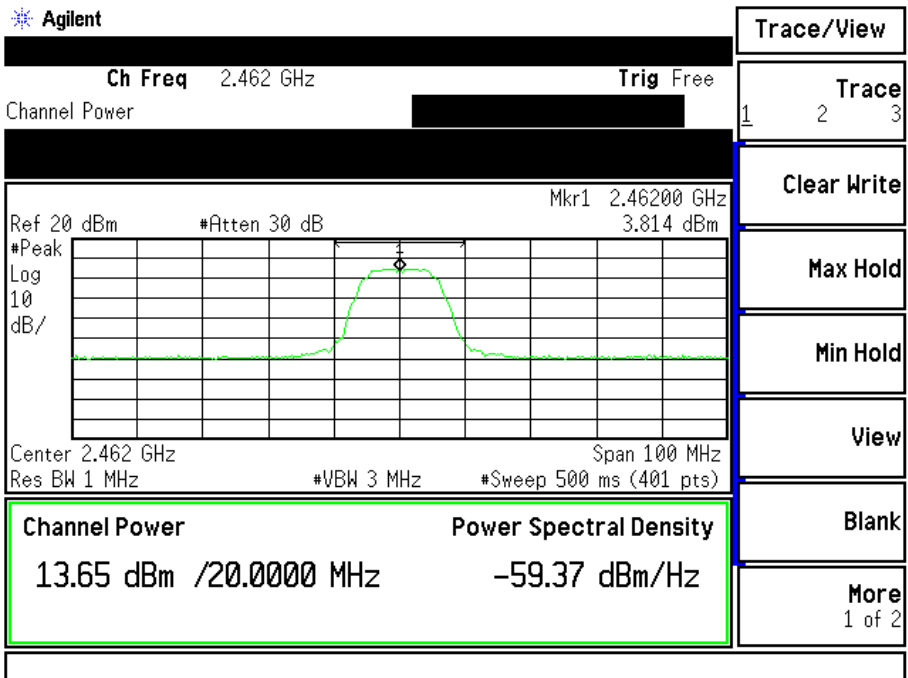 Agilent
Trace/View
Ch Freq 2.462 GHz Trig Free
Channel Power
Trace
1 2 3
Clear Write
Max Hold
Min Hold
View
Blank
More
1 of 2
Mkr1 2.46200 GHz
Ref 20 dBm #Atten 30 dB 3.814 dBm
#Peak
Log
10
dB/
1
Center 2.462 GHz Span 100 MHz
Res BW 1 MHz #VBW 3 MHz #Sweep 500 ms (401 pts)
Channel Power Power Spectral Density
13.65 dBm /20.0000 MHz -59.37 dBm/Hz